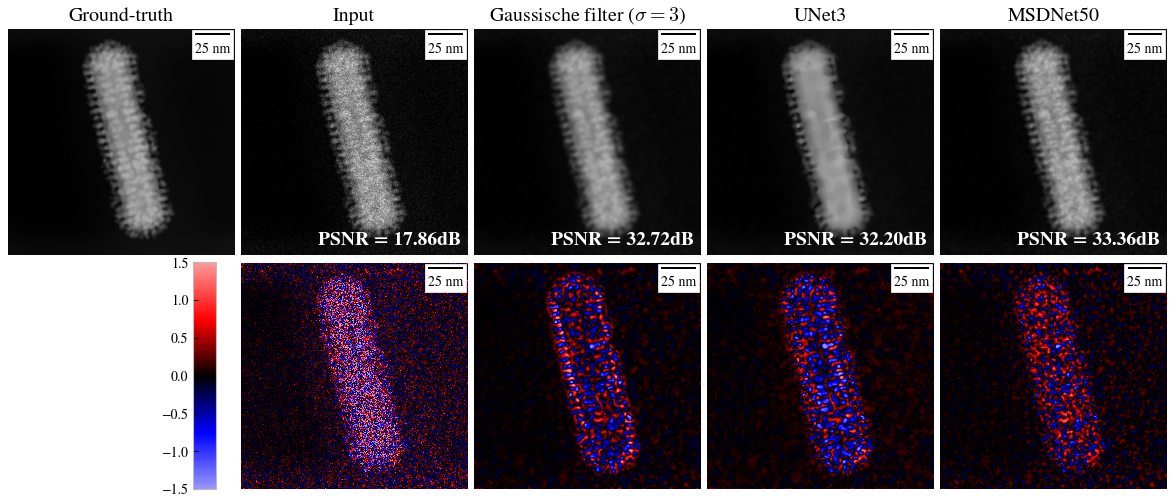 Ground-truth
Input
Gaussische filter (σ = 3)
UNet3
MSDNet50
25 nm
25 nm
25 nm
25 nm
25 nm
PSNR = 17.86dB
PSNR = 32.72dB
PSNR = 32.20dB
PSNR = 33.36dB
1.5
1.0
0.5
0.0
−0.5
−1.0
−1.5
25 nm
25 nm
25 nm
25 nm